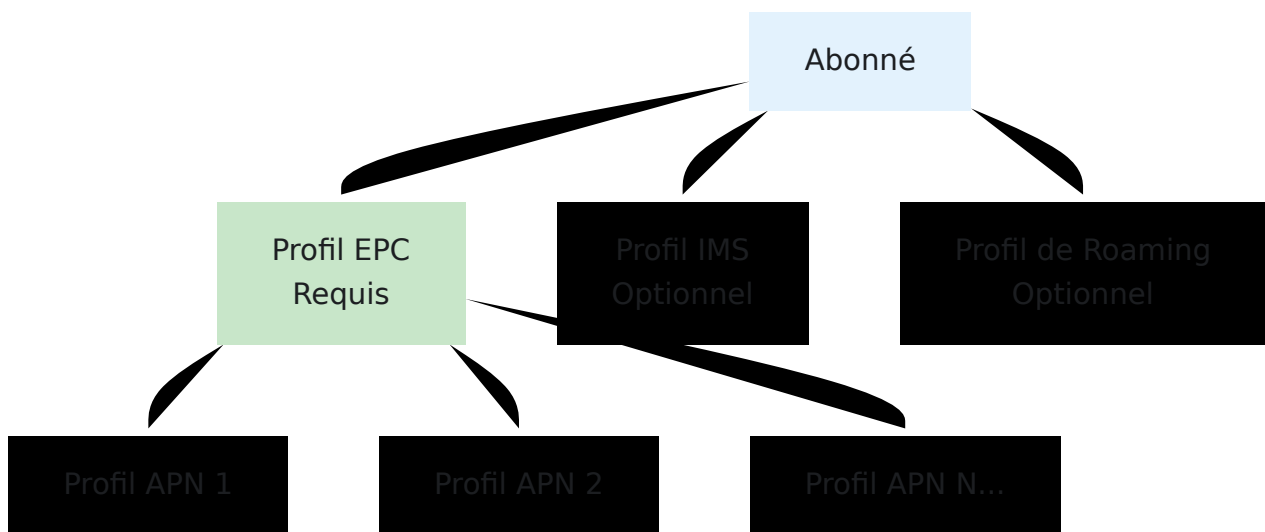 Abonné
Profil EPC
Requis
Profil IMS
Optionnel
Profil de Roaming
Optionnel
Profil APN 1
Profil APN 2
Profil APN N...